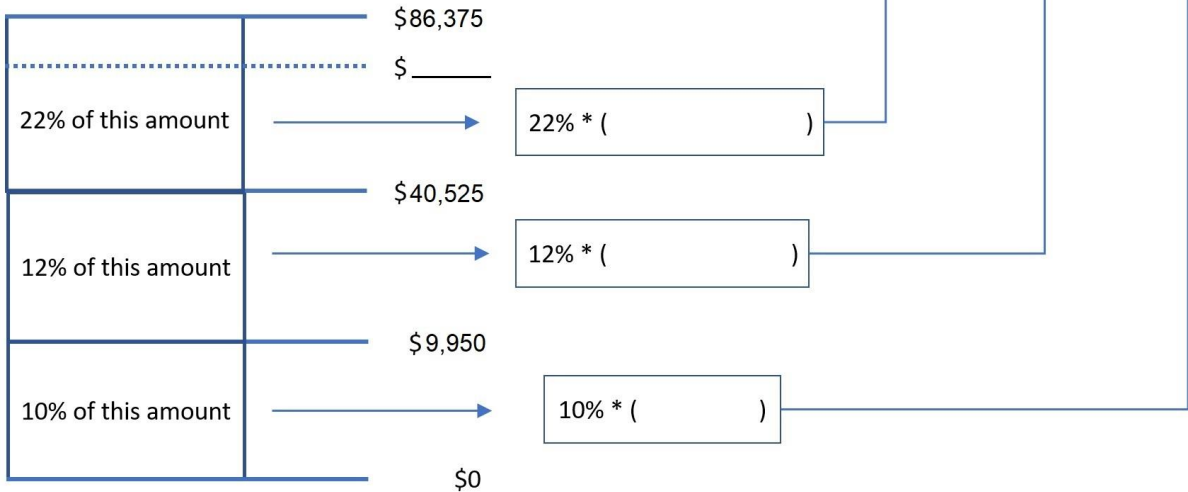 $86,375
$ ______
22% of this amount
22% * ( )
$40,525
12% of this amount
12% * ( )
$9,950
10% of this amount
10% * ( )
$0